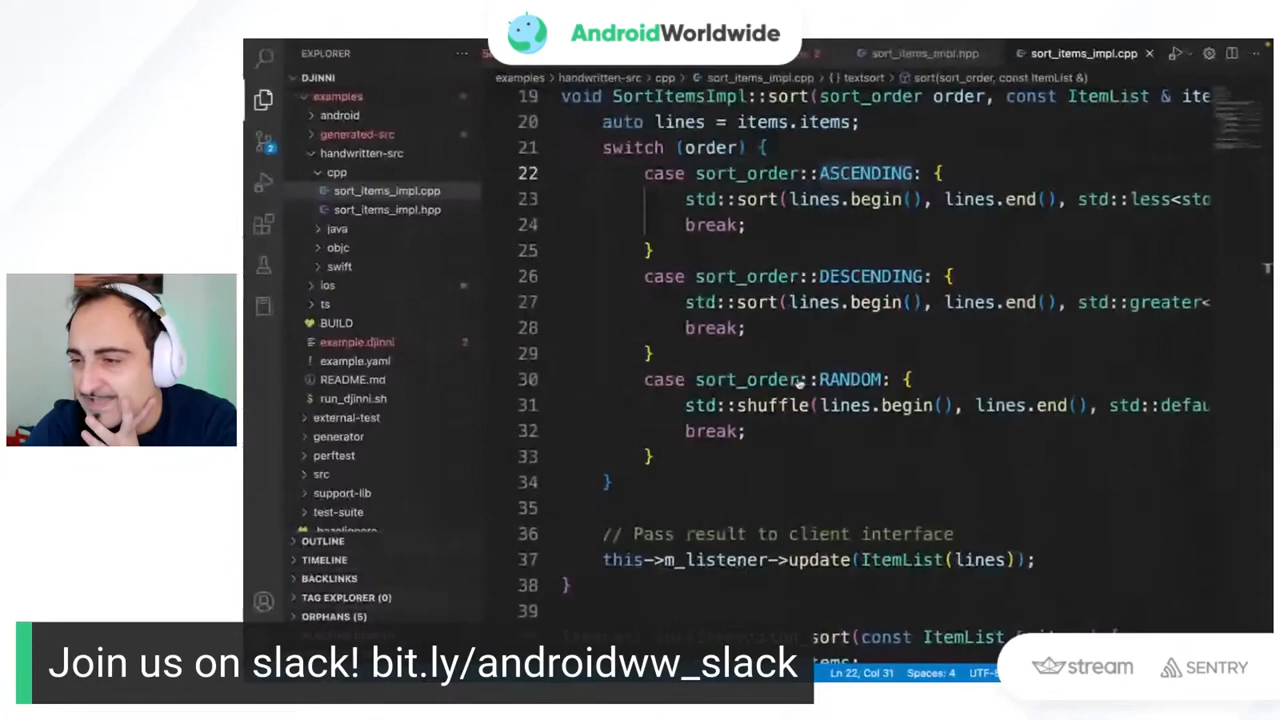 AndroidWorldwide
EXPLORER
DJINNI
examples
android
generated-src
handwritten-src
cpp
sort_items_impl.cpp
sort_items_impl.hpp
java
objc
swift
ios
ts
BUILD
example.djinni 2
example.yaml
README.md
run_djinni.sh
external-test
generator
perftest
src
support-lib
test-suite
OUTLINE
TIMELINE
BACKLINKS
TAG EXPLORER (0)
ORPHANS (5)
2
2 sort_items_impl.hpp sort_items_impl.cpp
examples > handwritten-src > cpp > sort_items_impl.cpp > { } textsort > sort(sort_order, const ItemList &)
19 void SortItemsImpl::sort(sort_order order, const ItemList & ite
20 auto lines = items.items;
21 switch (order) {
22 case sort_order::ASCENDING: {
23 std::sort(lines.begin(), lines.end(), std::less<std
24 break;
25 }
26 case sort_order::DESCENDING: {
27 std::sort(lines.begin(), lines.end(), std::greater<
28 break;
29 }
30 case sort_order::RANDOM: {
31 std::shuffle(lines.begin(), lines.end(), std::defau
32 break;
33 }
34 }
35
36 // Pass result to client interface
37 this->m_listener->update(ItemList(lines));
38 }
39
sort(const ItemList
Ln 22, Col 31 Spaces: 4 UTF-8
Join us on slack! bit.ly/androidww_slack
stream SENTRY